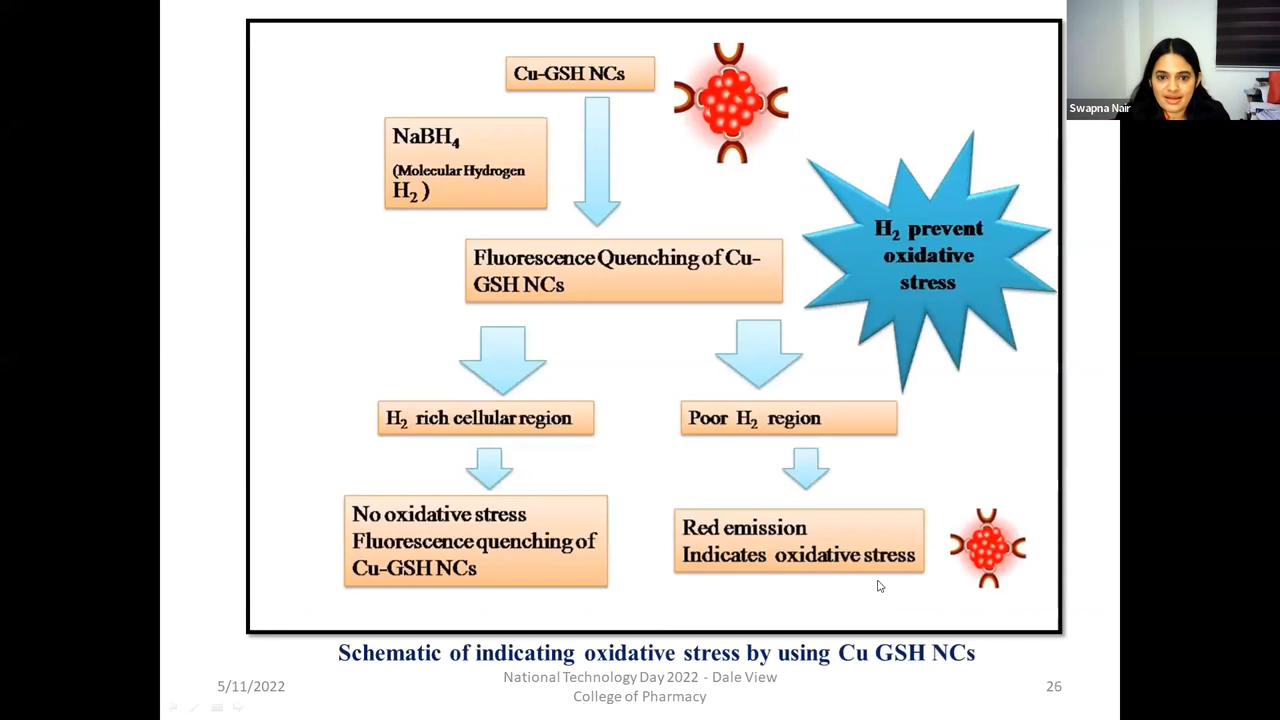 Cu-GSH NCs
NaBH4
(Molecular Hydrogen
H2 )
Fluorescence Quenching of Cu-
GSH NCs
H2 prevent
oxidative
stress
H2 rich cellular region
Poor H2 region
No oxidative stress
Fluorescence quenching of
Cu-GSH NCs
Red emission
Indicates oxidative stress
Schematic of indicating oxidative stress by using Cu GSH NCs
5/11/2022
National Technology Day 2022 - Dale View
College of Pharmacy
26
Swapna Nair